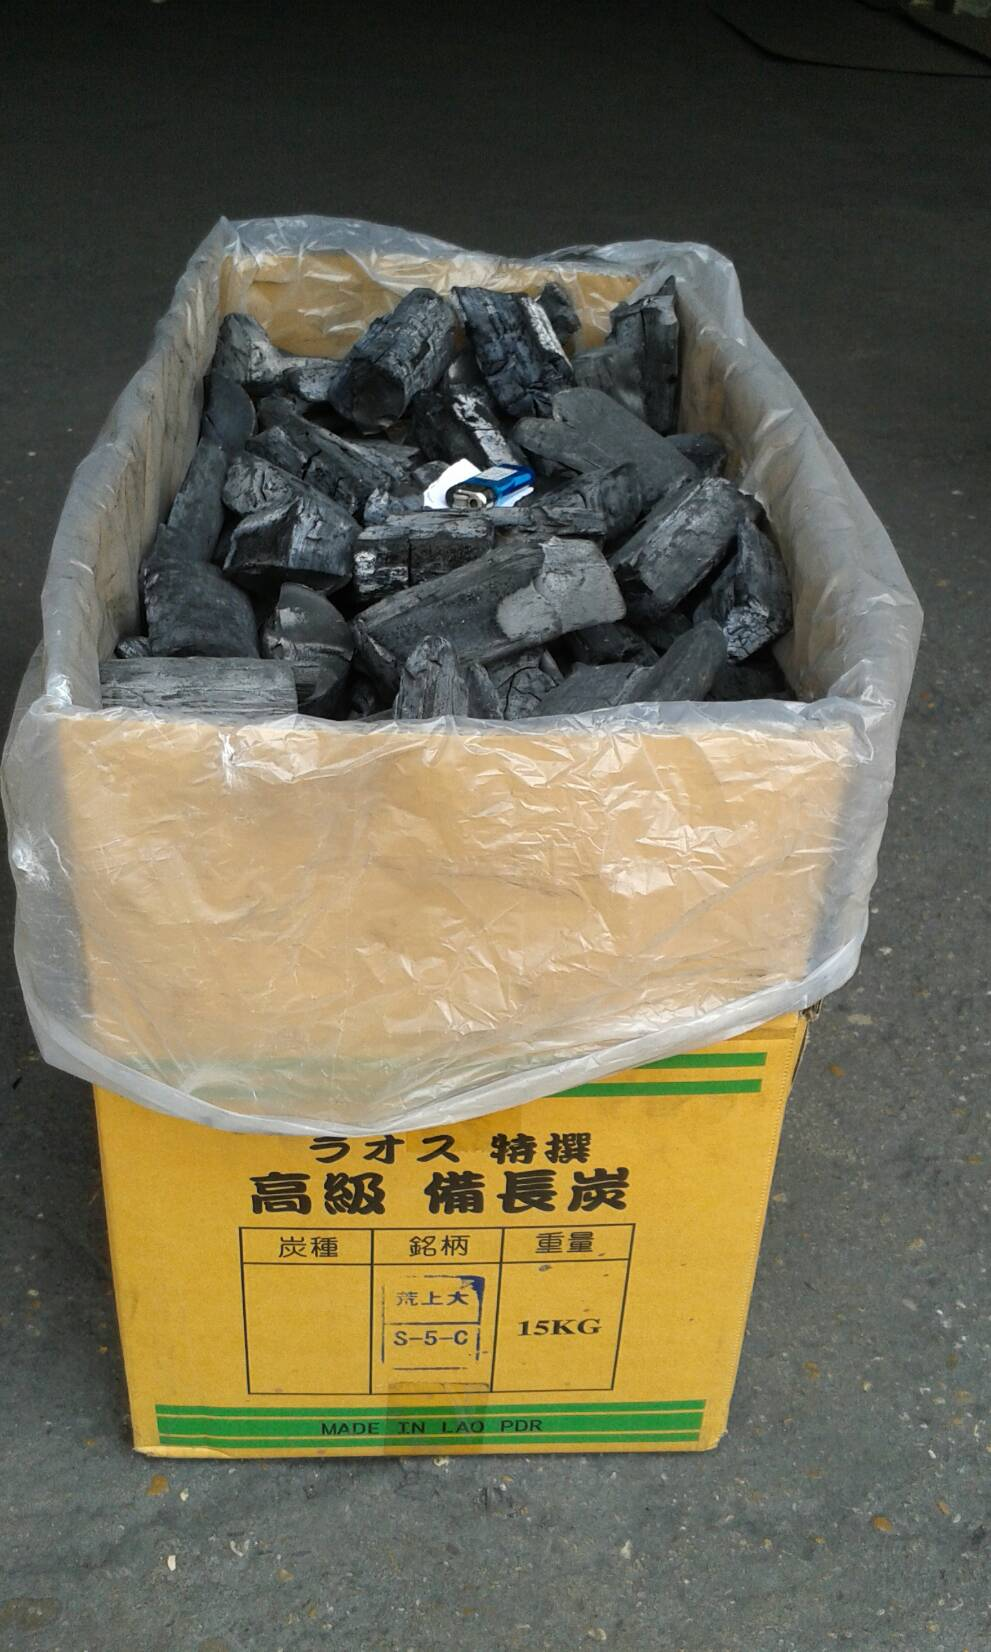 ラオス 特撰
高級 備長炭
炭種 銘柄 重量
荒上大
S-5-C
15KG
MADE IN LAO PDR